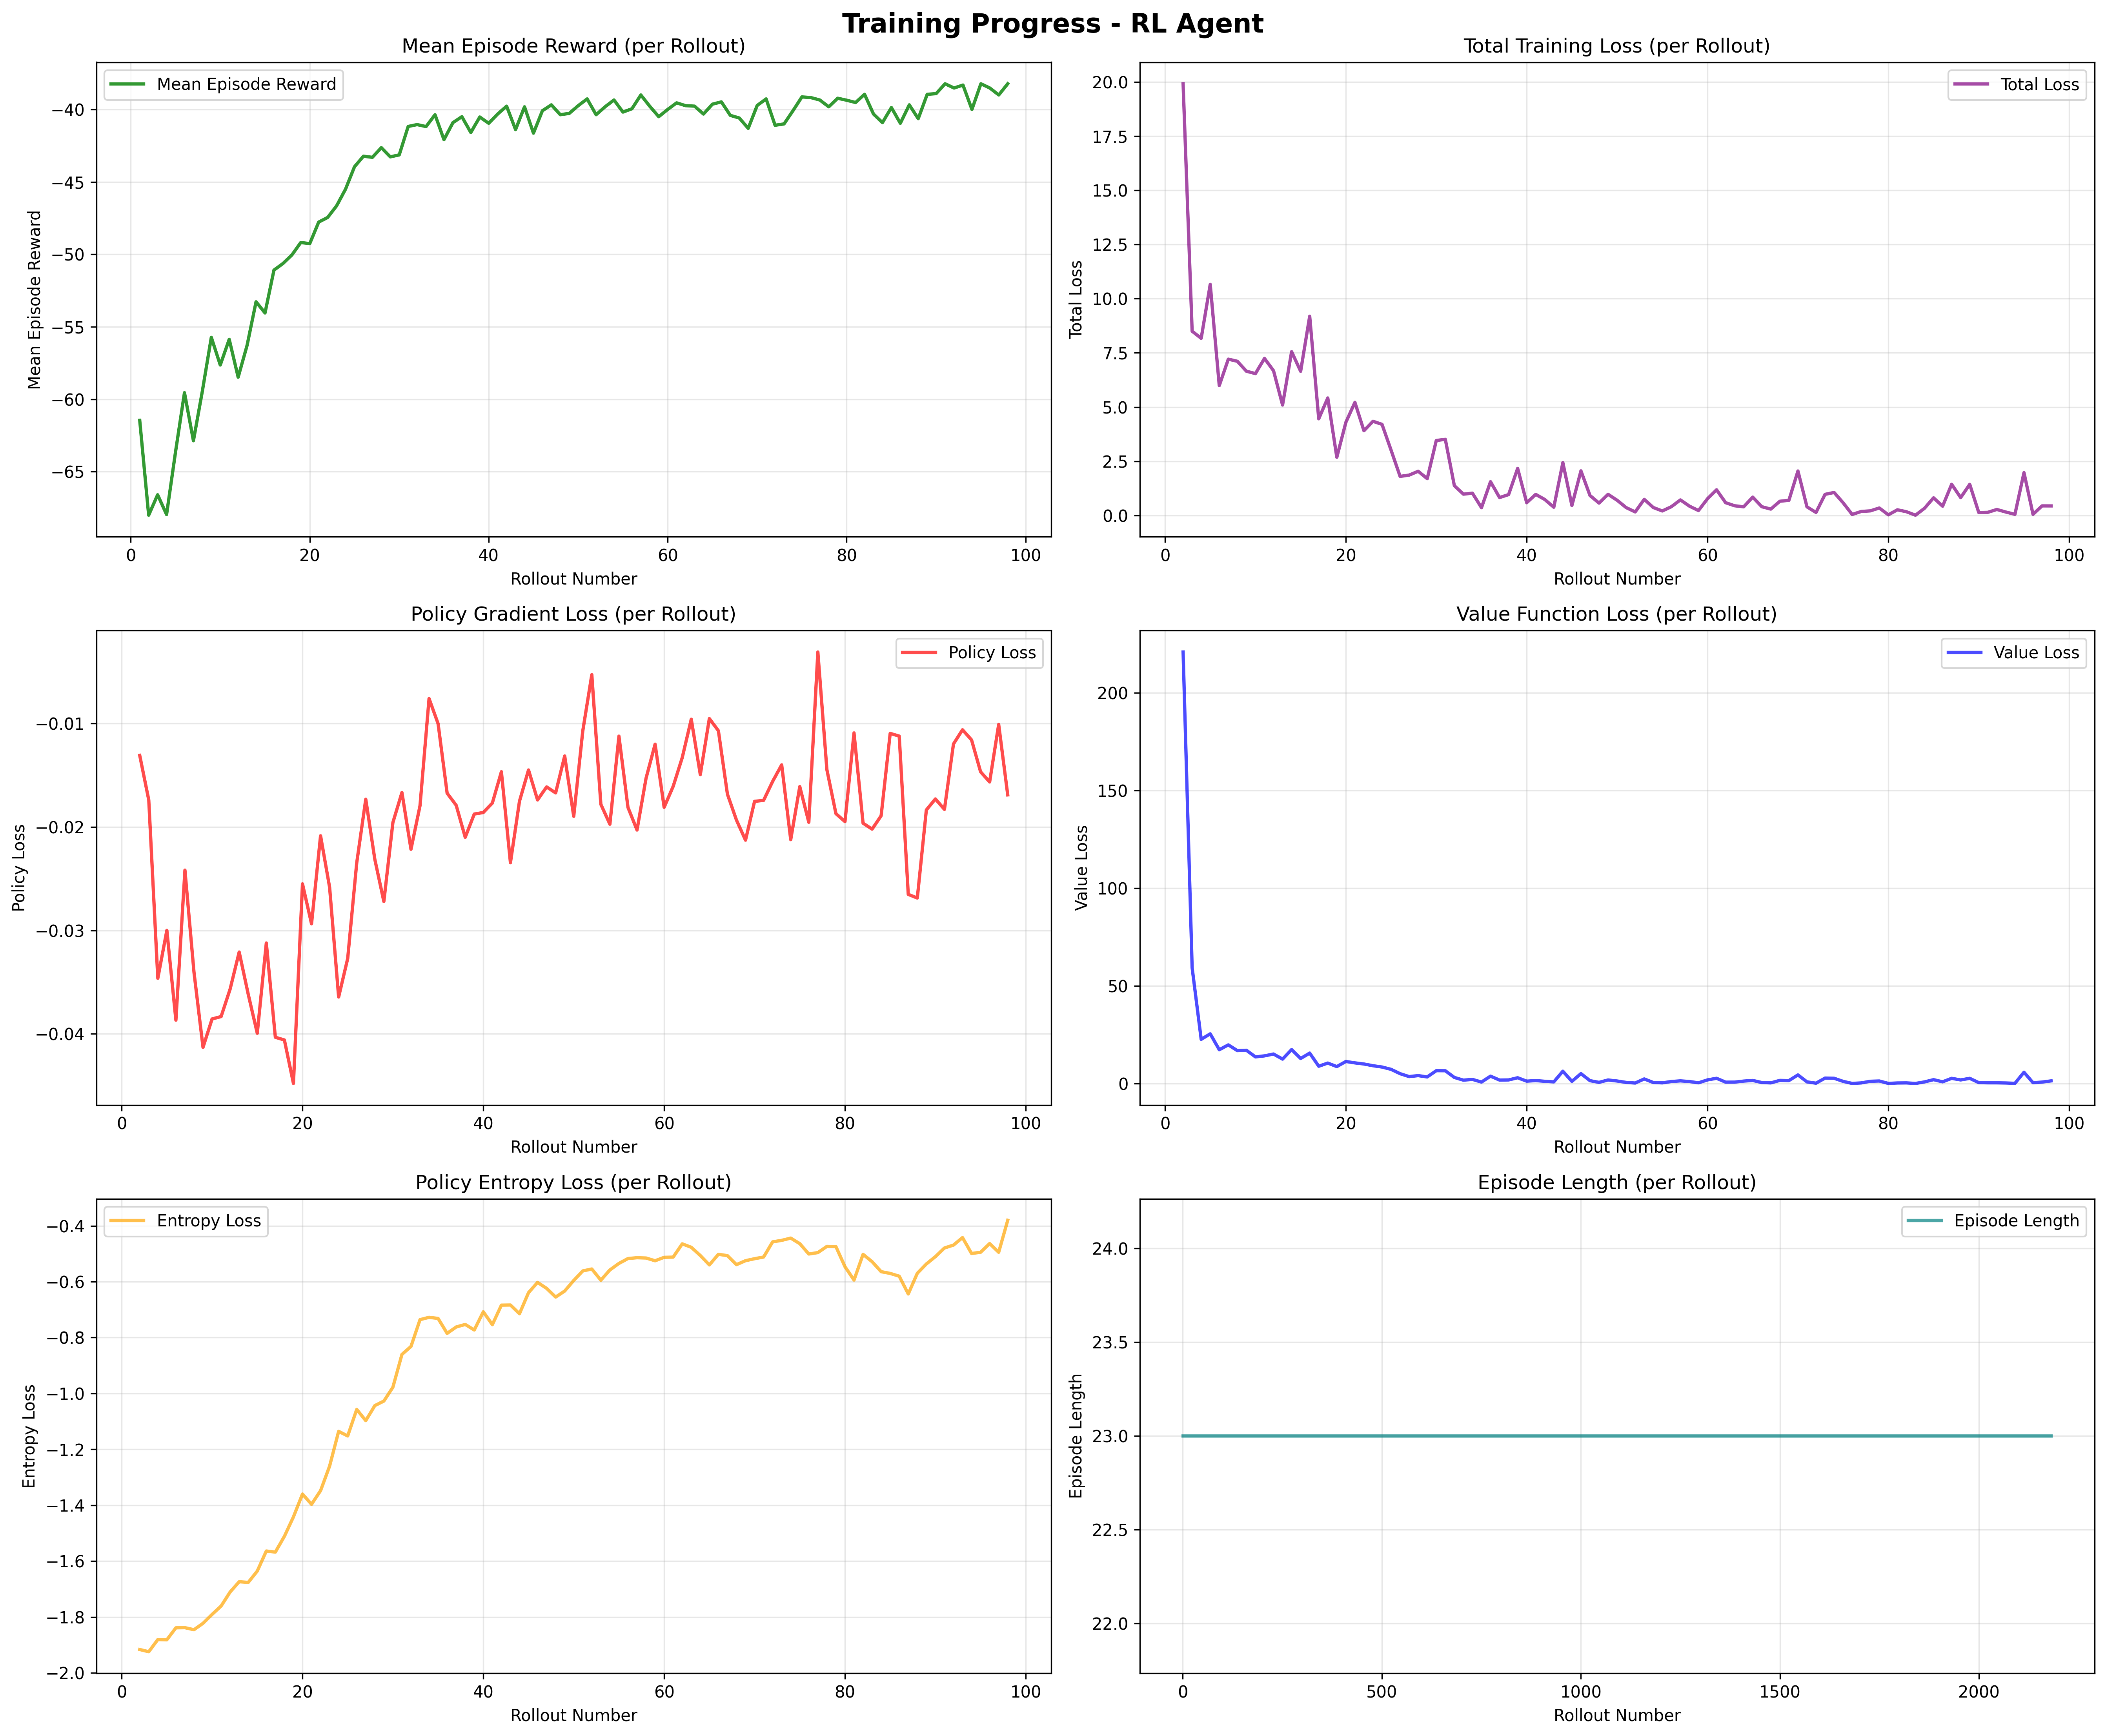 Training Progress - RL Agent
Mean Episode Reward (per Rollout)
Mean Episode Reward
Mean Episode Reward
−40
−45
−50
−55
−60
−65
0 20 40 60 80 100
Rollout Number
Total Training Loss (per Rollout)
Total Loss
Total Loss
20.0
17.5
15.0
12.5
10.0
7.5
5.0
2.5
0.0
0 20 40 60 80 100
Rollout Number
Policy Gradient Loss (per Rollout)
Policy Loss
Policy Loss
−0.01
−0.02
−0.03
−0.04
0 20 40 60 80 100
Rollout Number
Value Function Loss (per Rollout)
Value Loss
Value Loss
200
150
100
50
0
0 20 40 60 80 100
Rollout Number
Policy Entropy Loss (per Rollout)
Entropy Loss
Entropy Loss
−0.4
−0.6
−0.8
−1.0
−1.2
−1.4
−1.6
−1.8
−2.0
0 20 40 60 80 100
Rollout Number
Episode Length (per Rollout)
Episode Length
Episode Length
24.0
23.5
23.0
22.5
22.0
0 500 1000 1500 2000
Rollout Number